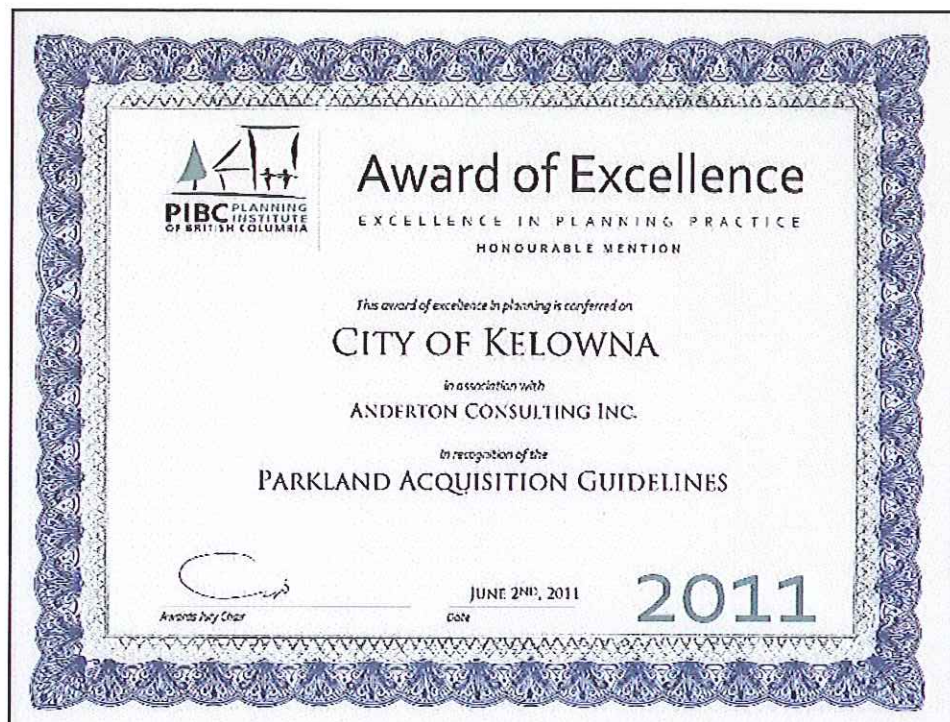 PIBC PLANNING
INSTITUTE
OF BRITISH COLUMBIA
Award of Excellence
EXCELLENCE IN PLANNING PRACTICE
HONOURABLE MENTION
This award of excellence in planning is conferred on
CITY OF KELOWNA
in association with
ANDERTON CONSULTING INC.
In recognition of the
PARKLAND ACQUISITION GUIDELINES
JUNE 2ND, 2011
2011
Awards Jury Chair
Date